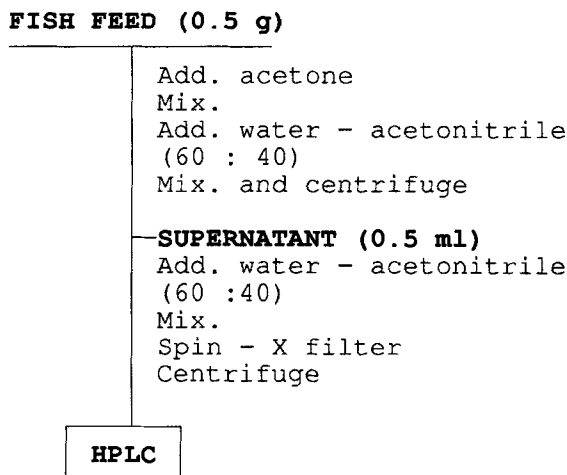 FISH FEED (0.5 g)
Add. acetone
Mix.
Add. water - acetonitrile
(60 : 40)
Mix. and centrifuge
SUPERNATANT (0.5 ml)
Add. water - acetonitrile
(60 :40)
Mix.
Spin - X filter
Centrifuge
HPLC